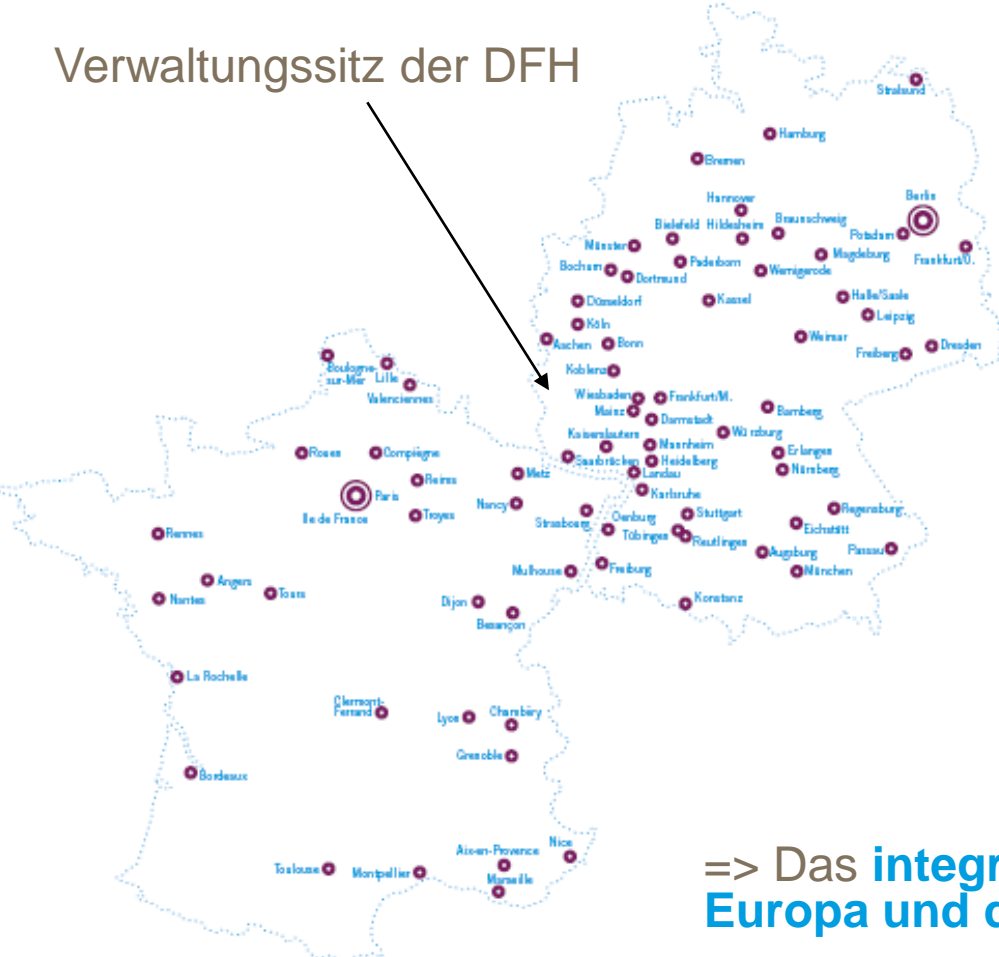 Verwaltungssitz der DFH
Stralsund
Hamburg
Bremen
Berlin
Hannover
Bielefeld
Hildesheim
Braunschweig
Potsdam
Münster
Magdeburg
Frankfurt/O.
Bochum
Paderborn
Wernigerode
Dortmund
Düsseldorf
Kassel
Halle/Saale
Leipzig
Köln
Weimar
Aachen
Bonn
Dresden
Freiberg
Boulogne-
sur-Mer
Lille
Koblenz
Valenciennes
Wiesbaden
Frankfurt/M.
Mainz
Bamberg
Darmstadt
Kaiserslautern
Würzburg
Mannheim
Erlangen
Rouen
Compiègne
Saarbrücken
Heidelberg
Nürnberg
Metz
Landau
Reims
Karlsruhe
Paris
Nancy
Regensburg
Ile de France
Troyes
Strasbourg
Oenburg
Stuttgart
Eichstätt
Rennes
Tübingen
Reutlingen
Augsburg
Passau
Mulhouse
Freiburg
München
Angers
Nantes
Tours
Dijon
Konstanz
Besançon
La Rochelle
Clermont-
Ferrand
Lyon
Chambéry
Grenoble
Bordeaux
Nice
Aix-en-Provence
Toulouse
Montpellier
Marseille
=> Das integr
Europa und d